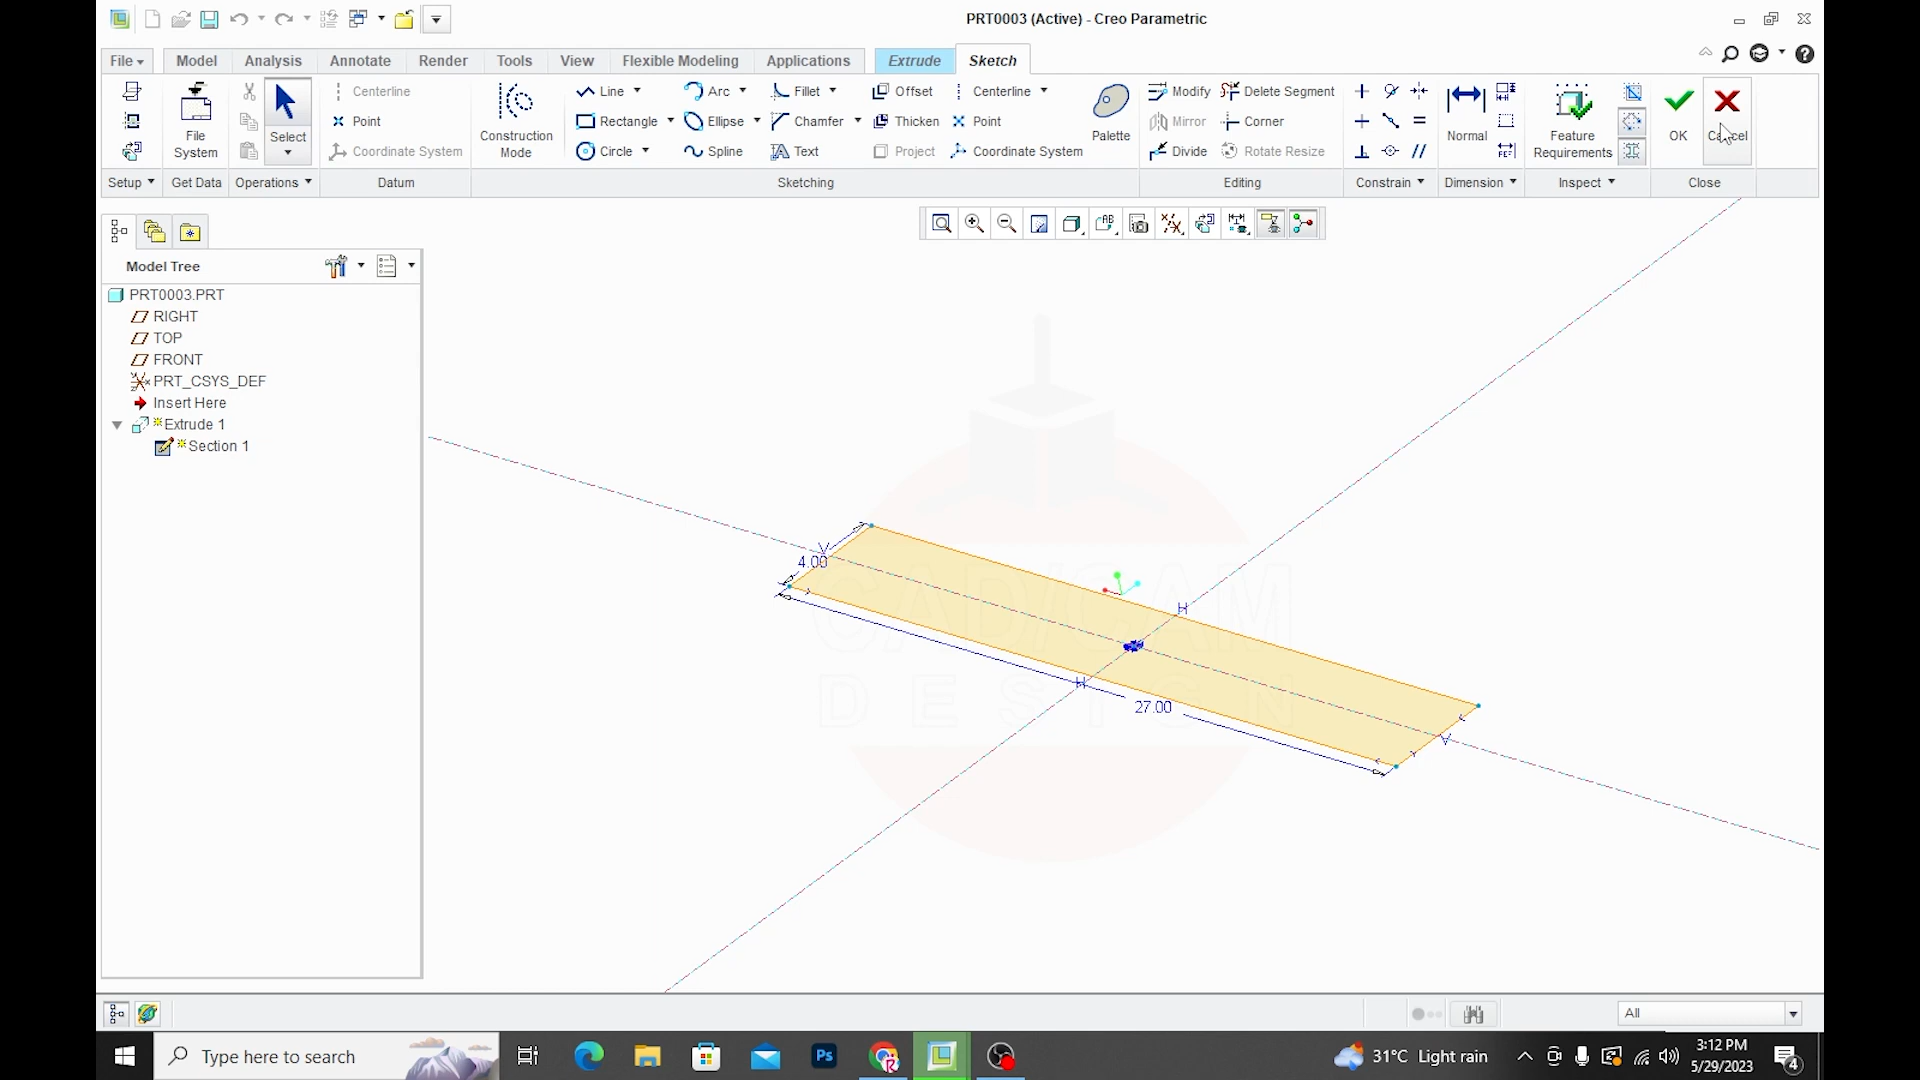 PRT0003 (Active) - Creo Parametric
File Model Analysis Annotate Render Tools View Flexible Modeling Applications Extrude Sketch
Centerline Line Arc Fillet Offset Centerline Modify Delete Segment
Point Rectangle Ellipse Chamfer Thicken Point Mirror Corner
Coordinate System Circle Spline Text Project Coordinate System Divide Rotate Resize
File System
Select
Construction Mode
Palette
Normal
Feature Requirements
OK
Cancel
Setup Get Data Operations Datum Sketching Editing Constrain Dimension Inspect Close
Model Tree
PRT0003.PRT
RIGHT
TOP
FRONT
PRT_CSYS_DEF
Insert Here
Extrude 1
Section 1
V
4.00
H
H
27.00
V
CAD/CAM
DESIGN
All
Type here to search
Ps
31°C Light rain
3:12 PM
5/29/2023
4